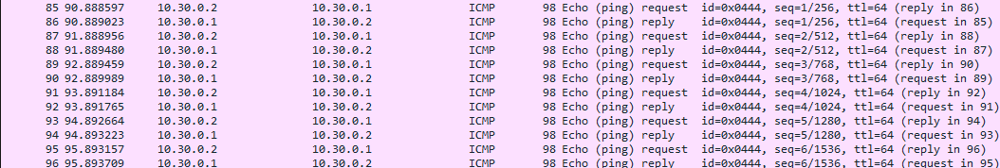 85 90.888597 10.30.0.2 10.30.0.1 ICMP 98 Echo (ping) request id=0x0444, seq=1/256, ttl=64 (reply in 86)
86 90.889023 10.30.0.1 10.30.0.2 ICMP 98 Echo (ping) reply id=0x0444, seq=1/256, ttl=64 (request in 85)
87 91.888956 10.30.0.2 10.30.0.1 ICMP 98 Echo (ping) request id=0x0444, seq=2/512, ttl=64 (reply in 88)
88 91.889480 10.30.0.1 10.30.0.2 ICMP 98 Echo (ping) reply id=0x0444, seq=2/512, ttl=64 (request in 87)
89 92.889459 10.30.0.2 10.30.0.1 ICMP 98 Echo (ping) request id=0x0444, seq=3/768, ttl=64 (reply in 90)
90 92.889989 10.30.0.1 10.30.0.2 ICMP 98 Echo (ping) reply id=0x0444, seq=3/768, ttl=64 (request in 89)
91 93.891184 10.30.0.2 10.30.0.1 ICMP 98 Echo (ping) request id=0x0444, seq=4/1024, ttl=64 (reply in 92)
92 93.891765 10.30.0.1 10.30.0.2 ICMP 98 Echo (ping) reply id=0x0444, seq=4/1024, ttl=64 (request in 91)
93 94.892664 10.30.0.2 10.30.0.1 ICMP 98 Echo (ping) request id=0x0444, seq=5/1280, ttl=64 (reply in 94)
94 94.893223 10.30.0.1 10.30.0.2 ICMP 98 Echo (ping) reply id=0x0444, seq=5/1280, ttl=64 (request in 93)
95 95.893157 10.30.0.2 10.30.0.1 ICMP 98 Echo (ping) request id=0x0444, seq=6/1536, ttl=64 (reply in 96)
96 95.893709 10.30.0.1 10.30.0.2 ICMP 98 Echo (ping) reply id=0x0444, seq=6/1536, ttl=64 (request in 95)